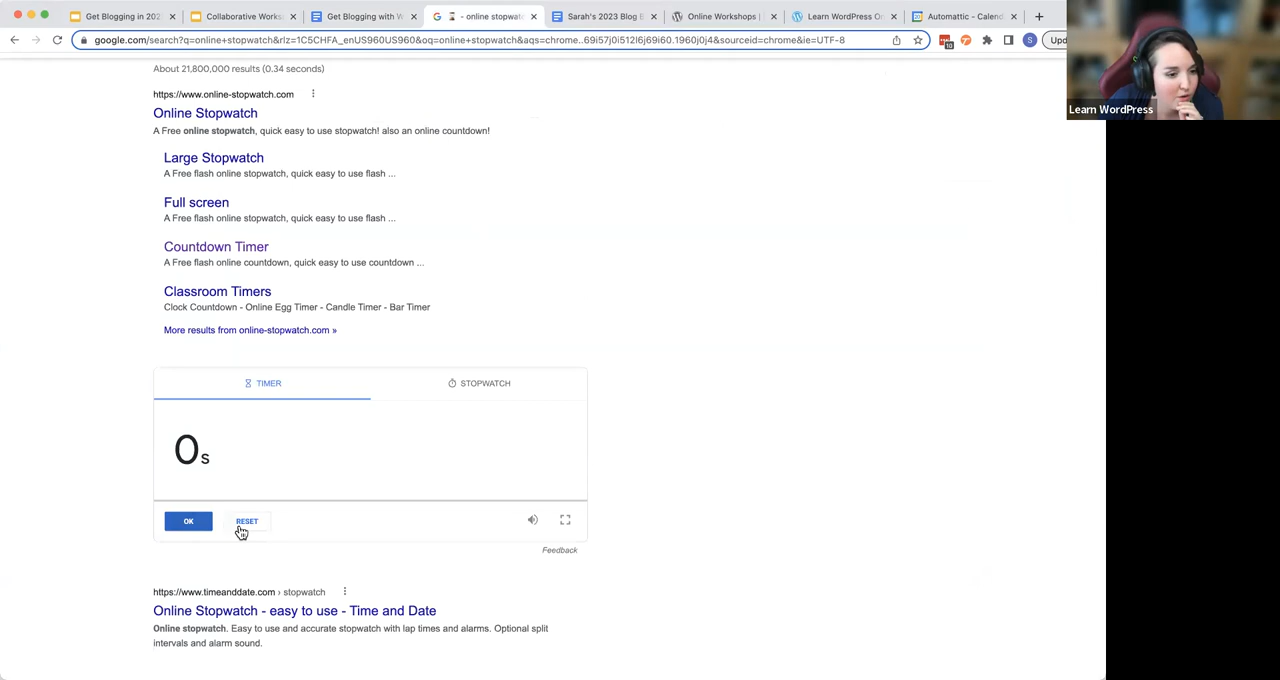 Get Blogging in 202
Collaborative Works
Get Blogging with W
- online stopwatc
Sarah's 2023 Blog E
Online Workshops |
Learn WordPress On
Automattic - Calend
google.com/search?q=online+stopwatch&rlz=1C5CHFA_enUS960US960&oq=online+stopwatch&aqs=chrome..69i57j0i512l6j69i60.1960j0j4&sourceid=chrome&ie=UTF-8
10
S
Upd
Learn WordPress
About 21,800,000 results (0.34 seconds)
https://www.online-stopwatch.com
Online Stopwatch
A Free online stopwatch, quick easy to use stopwatch! also an online countdown!
Large Stopwatch
A Free flash online stopwatch, quick easy to use flash ...
Full screen
A Free flash online stopwatch, quick easy to use flash ...
Countdown Timer
A Free flash online countdown, quick easy to use countdown ...
Classroom Timers
Clock Countdown - Online Egg Timer - Candle Timer - Bar Timer
More results from online-stopwatch.com »
TIMER
STOPWATCH
0s
OK
RESET
Feedback
https://www.timeanddate.com › stopwatch
Online Stopwatch - easy to use - Time and Date
Online stopwatch. Easy to use and accurate stopwatch with lap times and alarms. Optional split
intervals and alarm sound.